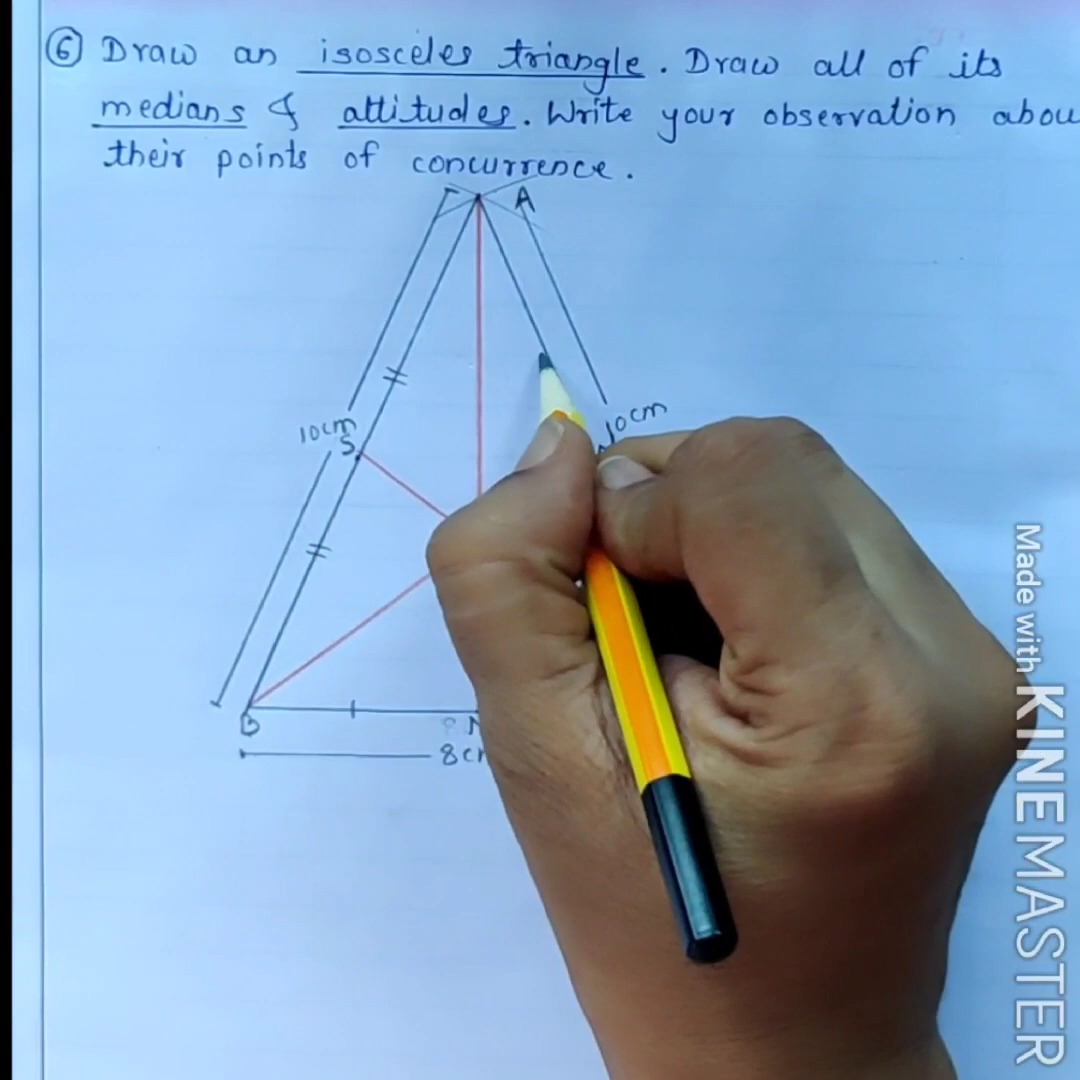 6 Draw an isosceles triangle. Draw all of its
medians & attitudes. Write your observation abou
their points of concurrence.
A
10cm
10cm
S
B
8c
Made with KINEMASTER